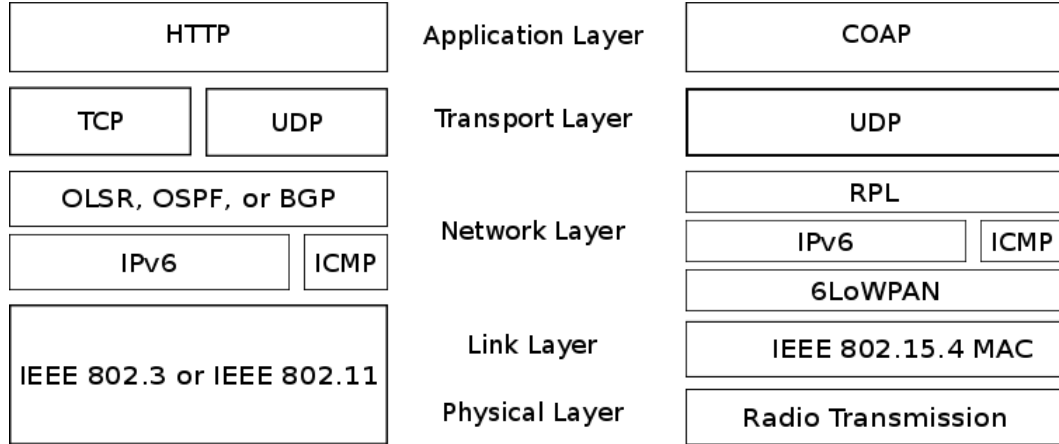 HTTP Application Layer COAP
TCP UDP Transport Layer UDP
OLSR, OSPF, or BGP RPL
Network Layer
IPv6 ICMP IPv6 ICMP
6LoWPAN
Link Layer IEEE 802.15.4 MAC
IEEE 802.3 or IEEE 802.11
Physical Layer Radio Transmission